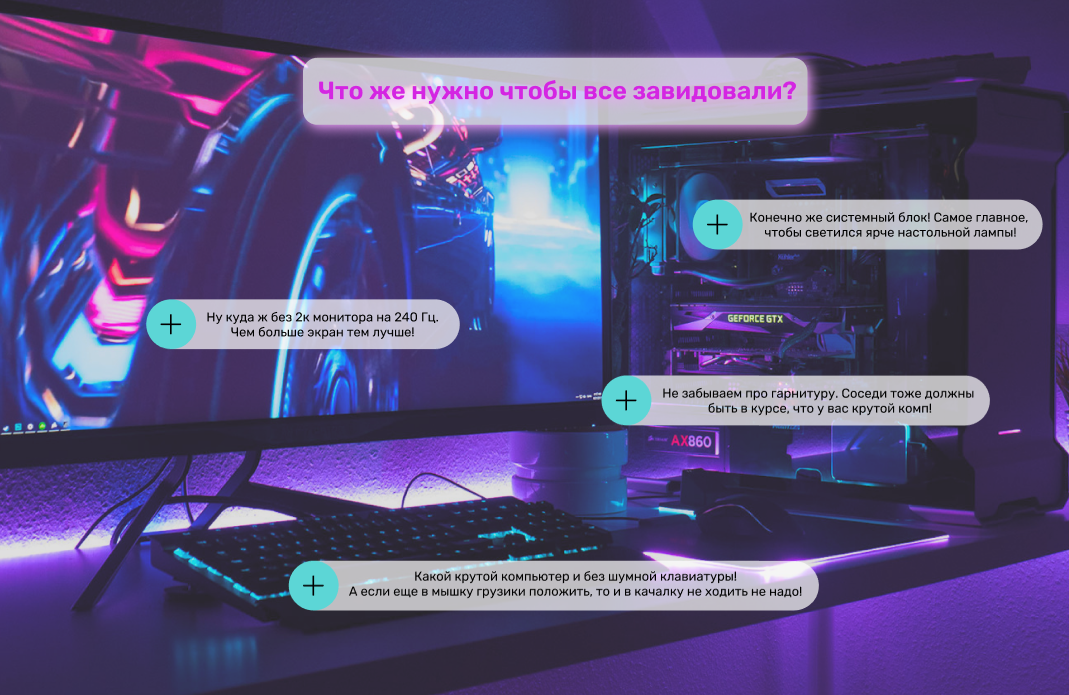 Что же нужно чтобы все завидовали?
Конечно же системный блок! Самое главное,
чтобы светился ярче настольной лампы!
Ну куда ж без 2к монитора на 240 Гц.
Чем больше экран тем лучше!
GEFORCE GTX
Не забываем про гарнитуру. Соседи тоже должны
быть в курсе, что у вас крутой комп!
AX860
Какой крутой компьютер и без шумной клавиатуры!
А если еще в мышку грузики положить, то и в качалку не ходить не надо!